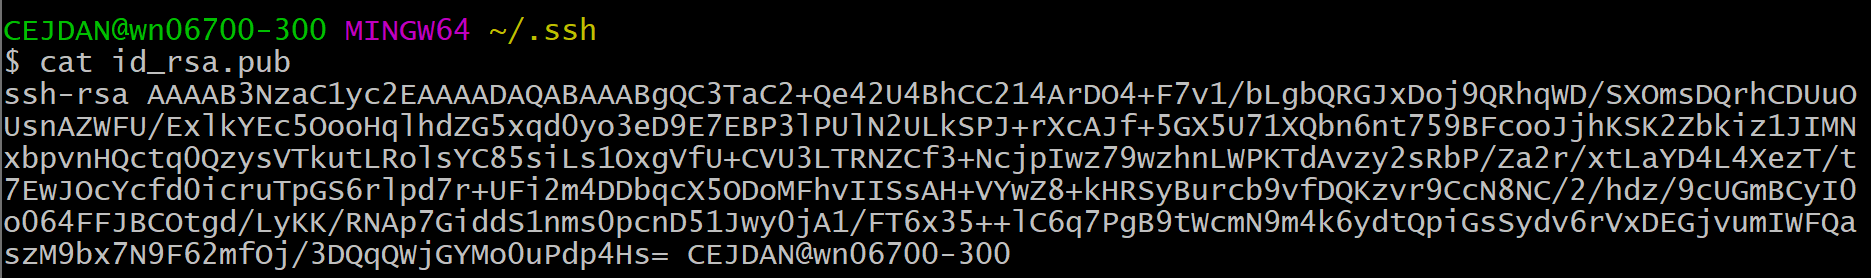 CEJDAN@wn06700-300 MINGW64 ~/.ssh
$ cat id_rsa.pub
ssh-rsa AAAAB3NzaC1yc2EAAAADAQABAAABgQC3TaC2+Qe42U4BhCC214ArDO4+F7v1/bLgbQRGJxDoj9QRhqWD/SXOmsDQrhCDUuO
UsnAZWFU/ExlkYEc5OooHqlhdZG5xqd0yo3eD9E7EBP3lPUlN2ULkSPJ+rXcAJf+5GX5U71XQbn6nt759BFcooJjhKSK2Zbkiz1JIMN
xbpvnHQctq0QzysVTkutLRolsYC85siLs1OxgVfU+CVU3LTRNZCf3+NcjpIwz79wzhnLWPKTdAvzy2sRbP/Za2r/xtLaYD4L4XezT/t
7EwJOcYcfd0icruTpGS6rlpd7r+UFi2m4DDbqcX5ODoMFhvIISsAH+VYwZ8+kHRSyBurcb9vfDQKzvr9CcN8NC/2/hdz/9cUGmBCyI0
o064FFJBCOtgd/LyKK/RNAp7GiddS1nms0pcnD51Jwy0jA1/FT6x35++lC6q7PgB9tWcmN9m4k6ydtQpiGsSydv6rVxDEGjvumIWFQa
szM9bx7N9F62mfOj/3DQqQWjGYMo0uPdp4Hs= CEJDAN@wn06700-300